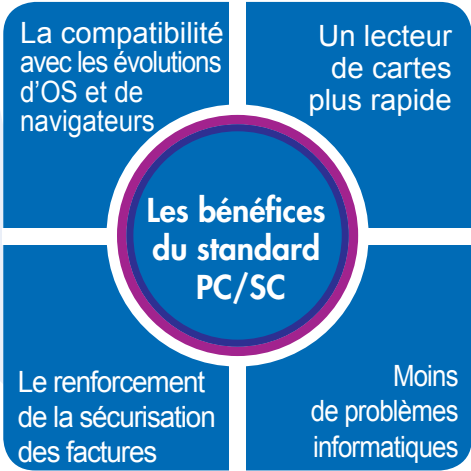 La compatibilité
avec les évolutions
d'OS et de
navigateurs
Un lecteur
de cartes
plus rapide
Les bénéfices
du standard
PC/SC
Le renforcement
de la sécurisation
des factures
Moins
de problèmes
informatiques